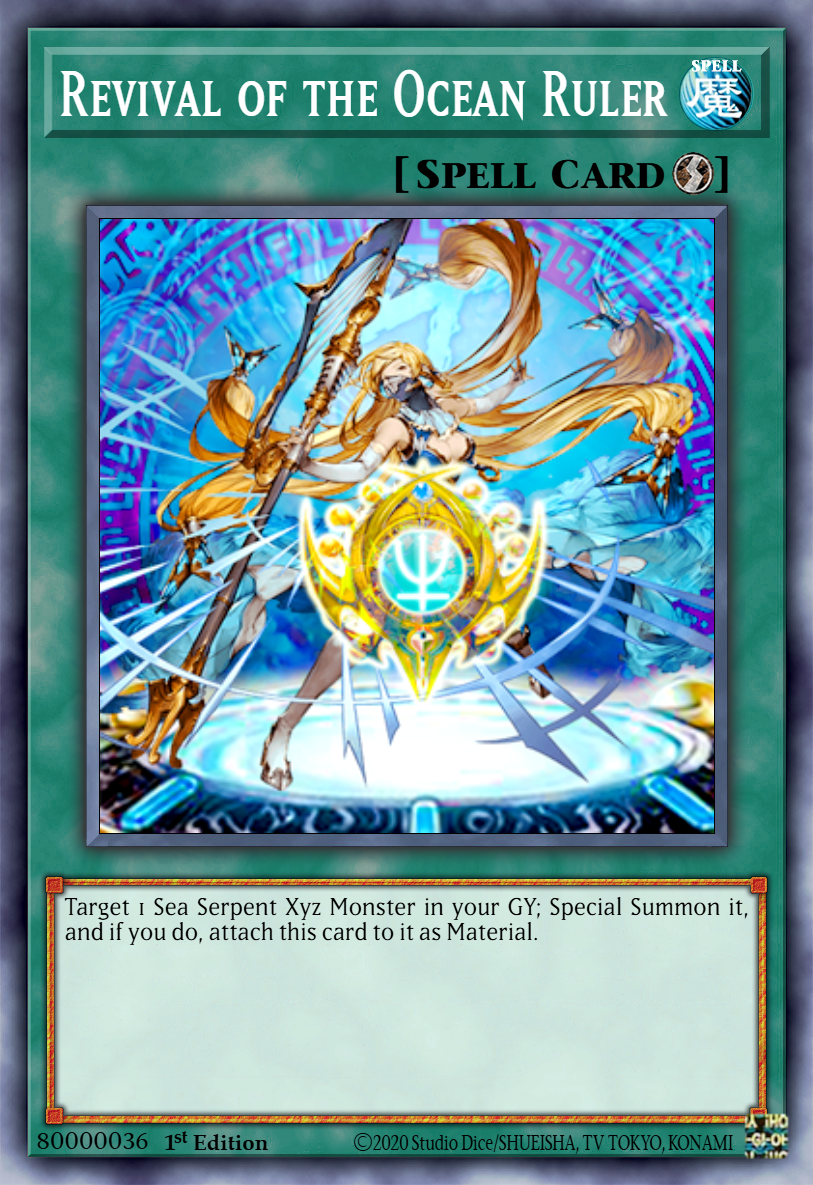 Revival of the Ocean Ruler
SPELL
魔
[Spell Card]
Target 1 Sea Serpent Xyz Monster in your GY; Special Summon it,
and if you do, attach this card to it as Material.
80000036 1st Edition ©2020 Studio Dice/SHUEISHA, TV TOKYO, KONAMI